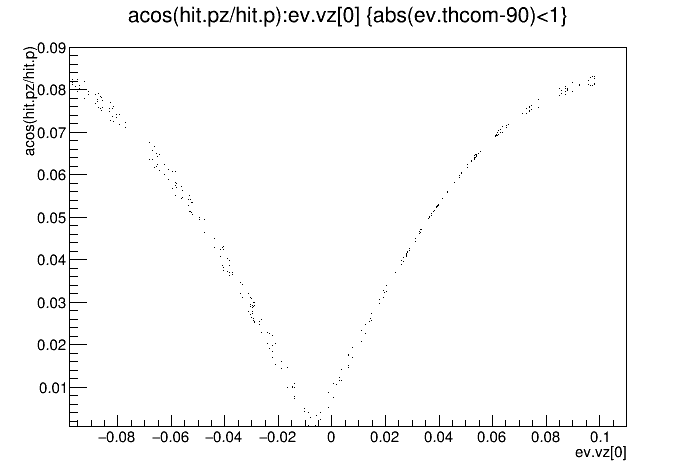 acos(hit.pz/hit.p):ev.vz[0] {abs(ev.thcom-90)<1}
acos(hit.pz/hit.p)
0.09
0.08
0.07
0.06
0.05
0.04
0.03
0.02
0.01
−0.08 −0.06 −0.04 −0.02 0 0.02 0.04 0.06 0.08 0.1
ev.vz[0]